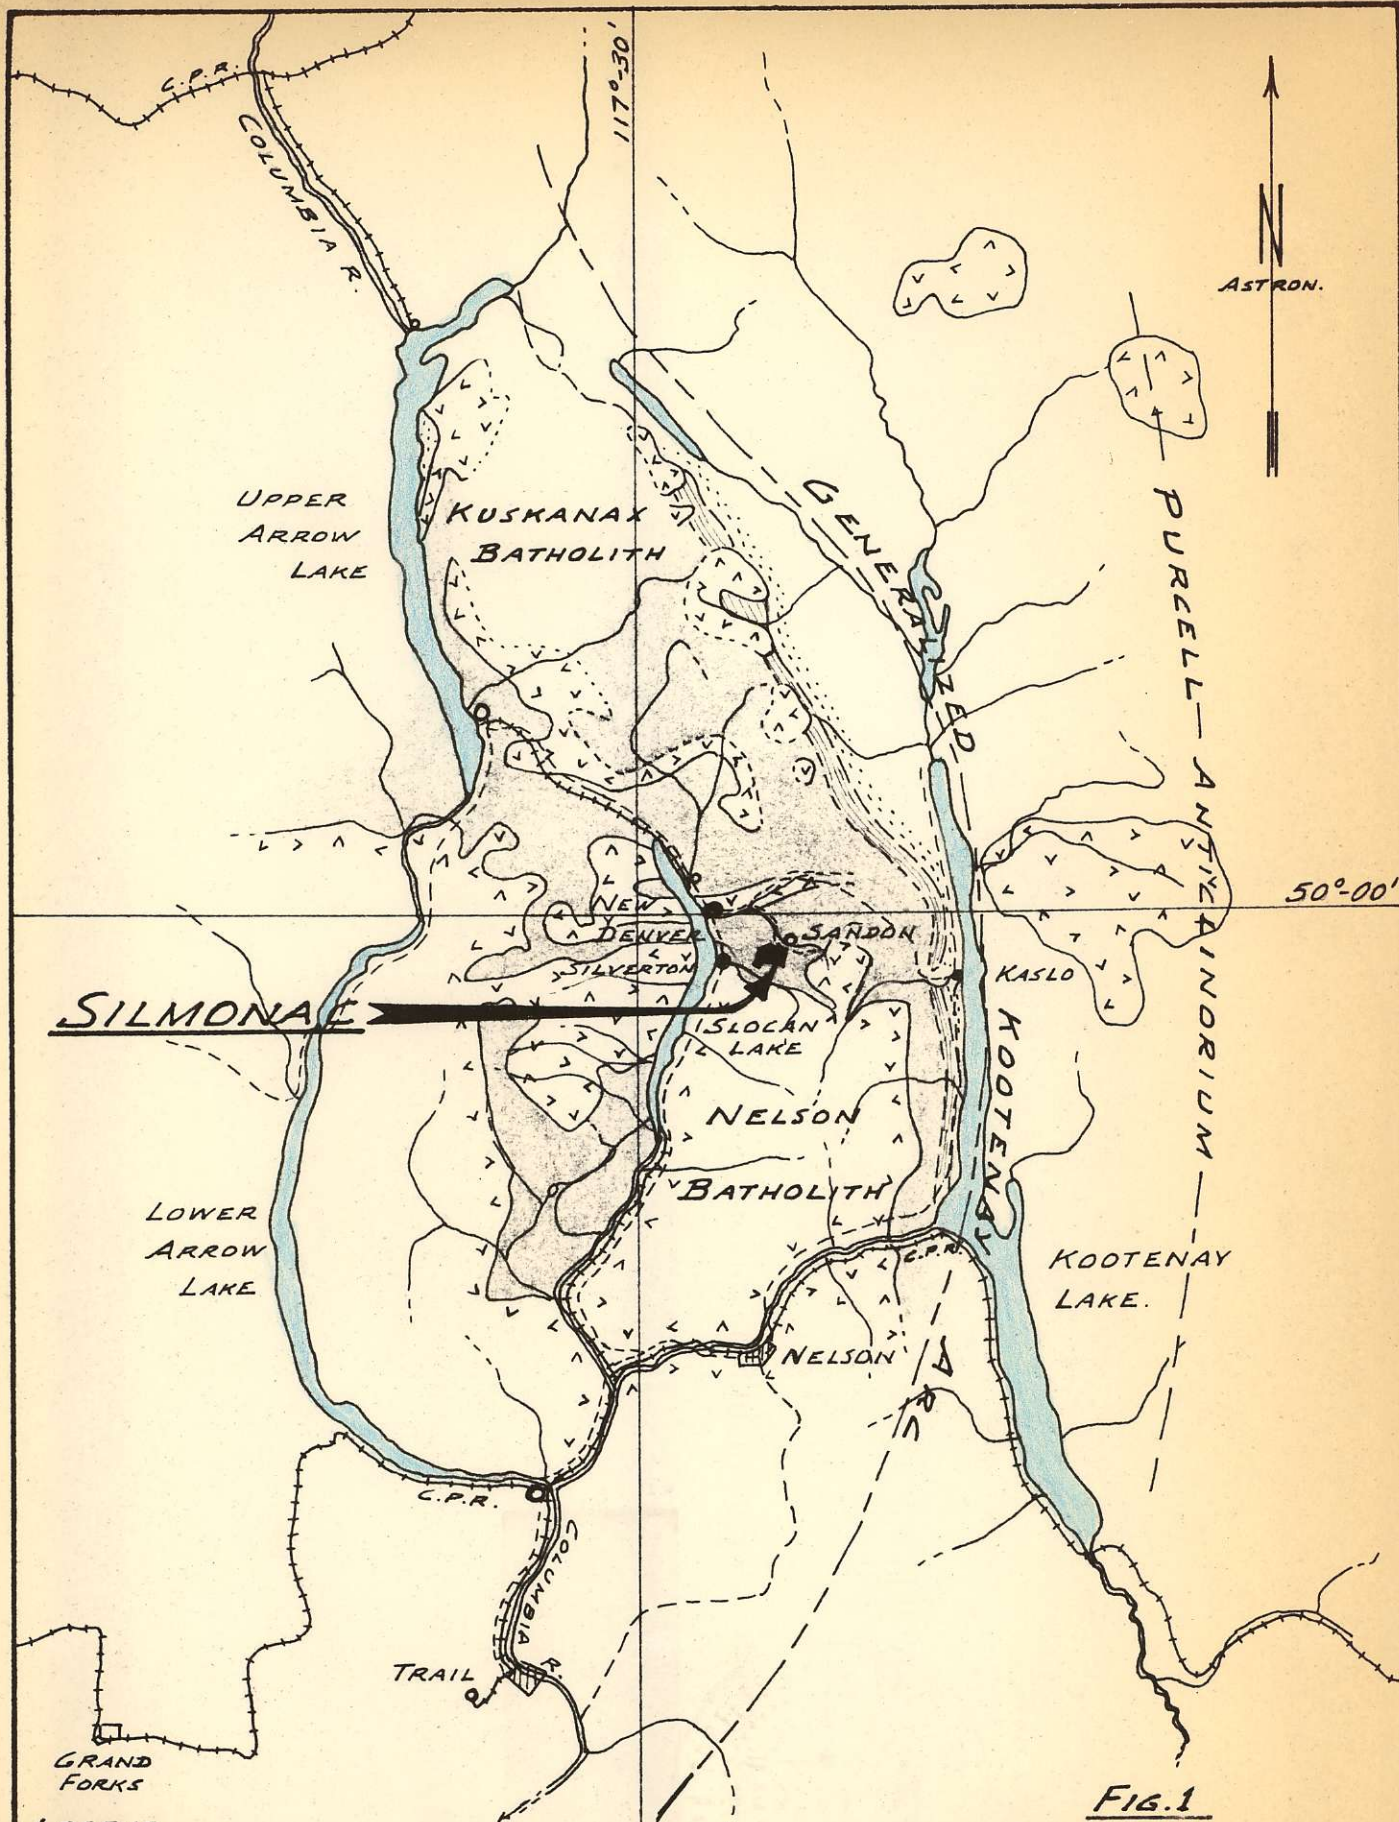 C.P.R.
COLUMBIA R.
117°-30'
N
ASTRON.
UPPER
ARROW
LAKE
KUSKANAX
BATHOLITH
GENERALIZED
KOOTENAY
ARC
PURCELL — ANTICLINORIUM
50°-00'
NEW
DENVER
SANDON
SILVERTON
KASLO
SILMONAC
SLOCAN
LAKE
NELSON
BATHOLITH
LOWER
ARROW
LAKE
C.P.R.
KOOTENAY
LAKE.
NELSON
C.P.R.
COLUMBIA R.
TRAIL
GRAND
FORKS
FIG. 1